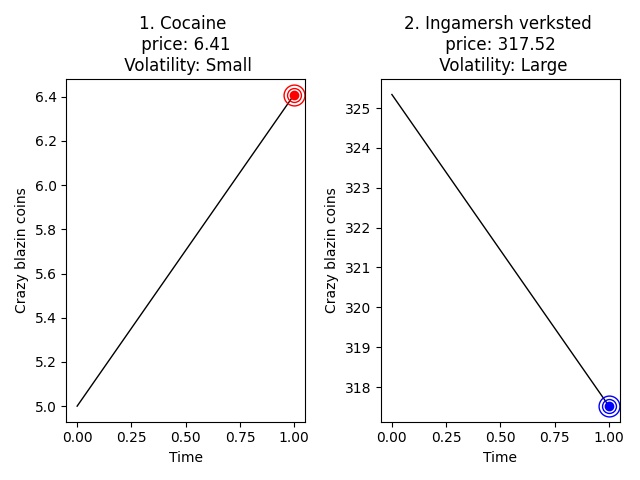 1. Cocaine
price: 6.41
Volatility: Small
Crazy blazin coins
6.4
6.2
6.0
5.8
5.6
5.4
5.2
5.0
0.00 0.25 0.50 0.75 1.00
Time
2. Ingamersh verksted
price: 317.52
Volatility: Large
Crazy blazin coins
325
324
323
322
321
320
319
318
0.00 0.25 0.50 0.75 1.00
Time